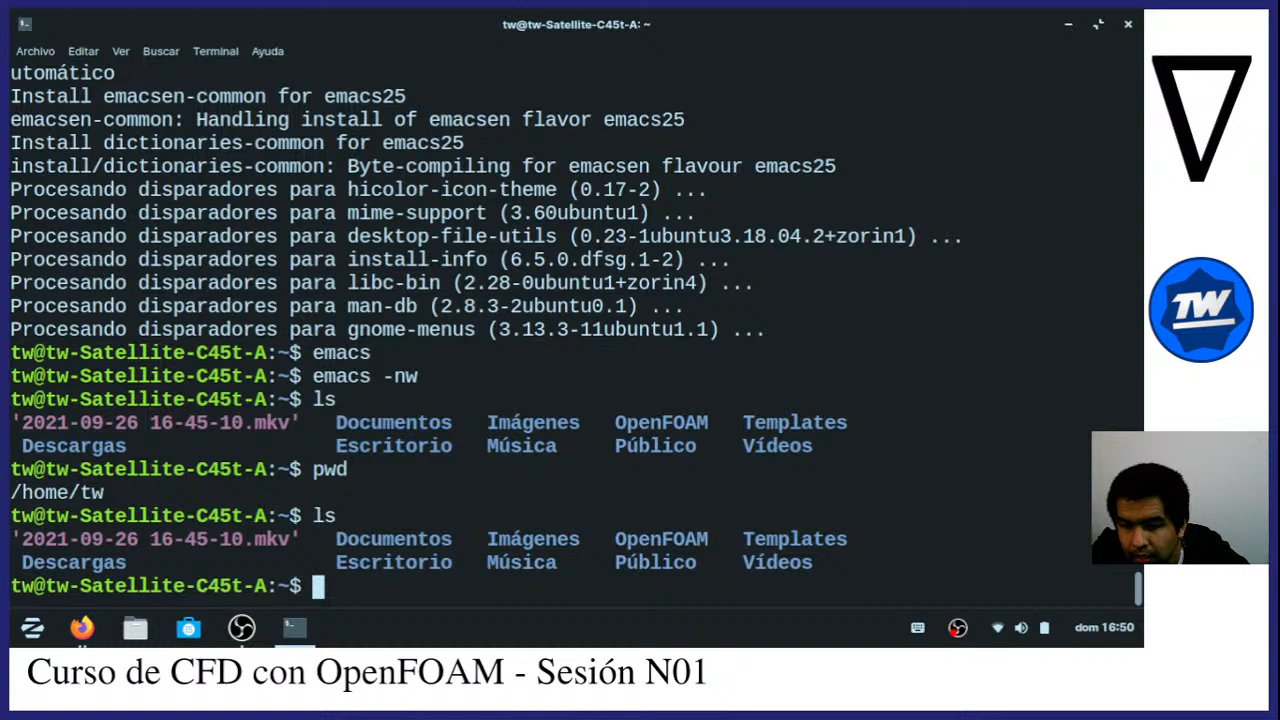 tw@tw-Satellite-C45t-A: ~
Archivo Editar Ver Buscar Terminal Ayuda
utomático
Install emacsen-common for emacs25
emacsen-common: Handling install of emacsen flavor emacs25
Install dictionaries-common for emacs25
install/dictionaries-common: Byte-compiling for emacsen flavour emacs25
Procesando disparadores para hicolor-icon-theme (0.17-2) ...
Procesando disparadores para mime-support (3.60ubuntu1) ...
Procesando disparadores para desktop-file-utils (0.23-1ubuntu3.18.04.2+zorin1) ...
Procesando disparadores para install-info (6.5.0.dfsg.1-2) ...
Procesando disparadores para libc-bin (2.28-0ubuntu1+zorin4) ...
Procesando disparadores para man-db (2.8.3-2ubuntu0.1) ...
Procesando disparadores para gnome-menus (3.13.3-11ubuntu1.1) ...
tw@tw-Satellite-C45t-A:~$ emacs
tw@tw-Satellite-C45t-A:~$ emacs -nw
tw@tw-Satellite-C45t-A:~$ ls
'2021-09-26 16-45-10.mkv' Documentos Imágenes OpenFOAM Templates
Descargas Escritorio Música Público Vídeos
tw@tw-Satellite-C45t-A:~$ pwd
/home/tw
tw@tw-Satellite-C45t-A:~$ ls
'2021-09-26 16-45-10.mkv' Documentos Imágenes OpenFOAM Templates
Descargas Escritorio Música Público Vídeos
tw@tw-Satellite-C45t-A:~$
TW
dom 16:50
Curso de CFD con OpenFOAM - Sesión N01